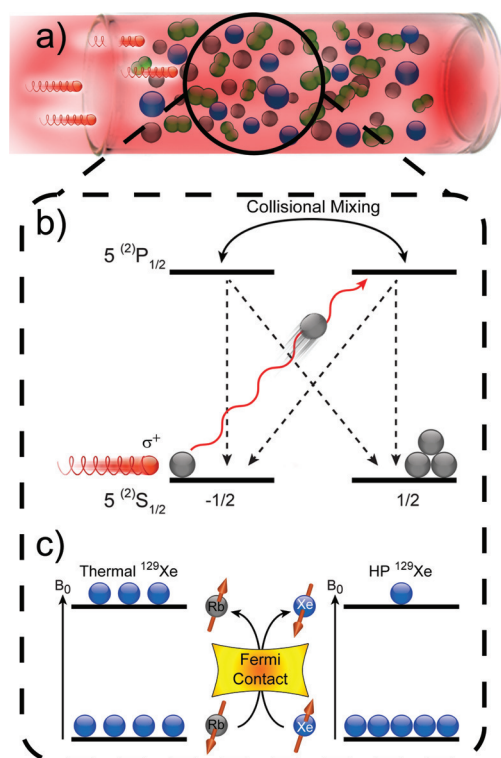 a)
b)
Collisional Mixing
5 ⁽²⁾P₁/₂
σ⁺
5 ⁽²⁾S₁/₂
-1/2
1/2
c)
B₀
Thermal ¹²⁹Xe
Rb
Xe
B₀
HP ¹²⁹Xe
Fermi
Contact
Rb
Xe